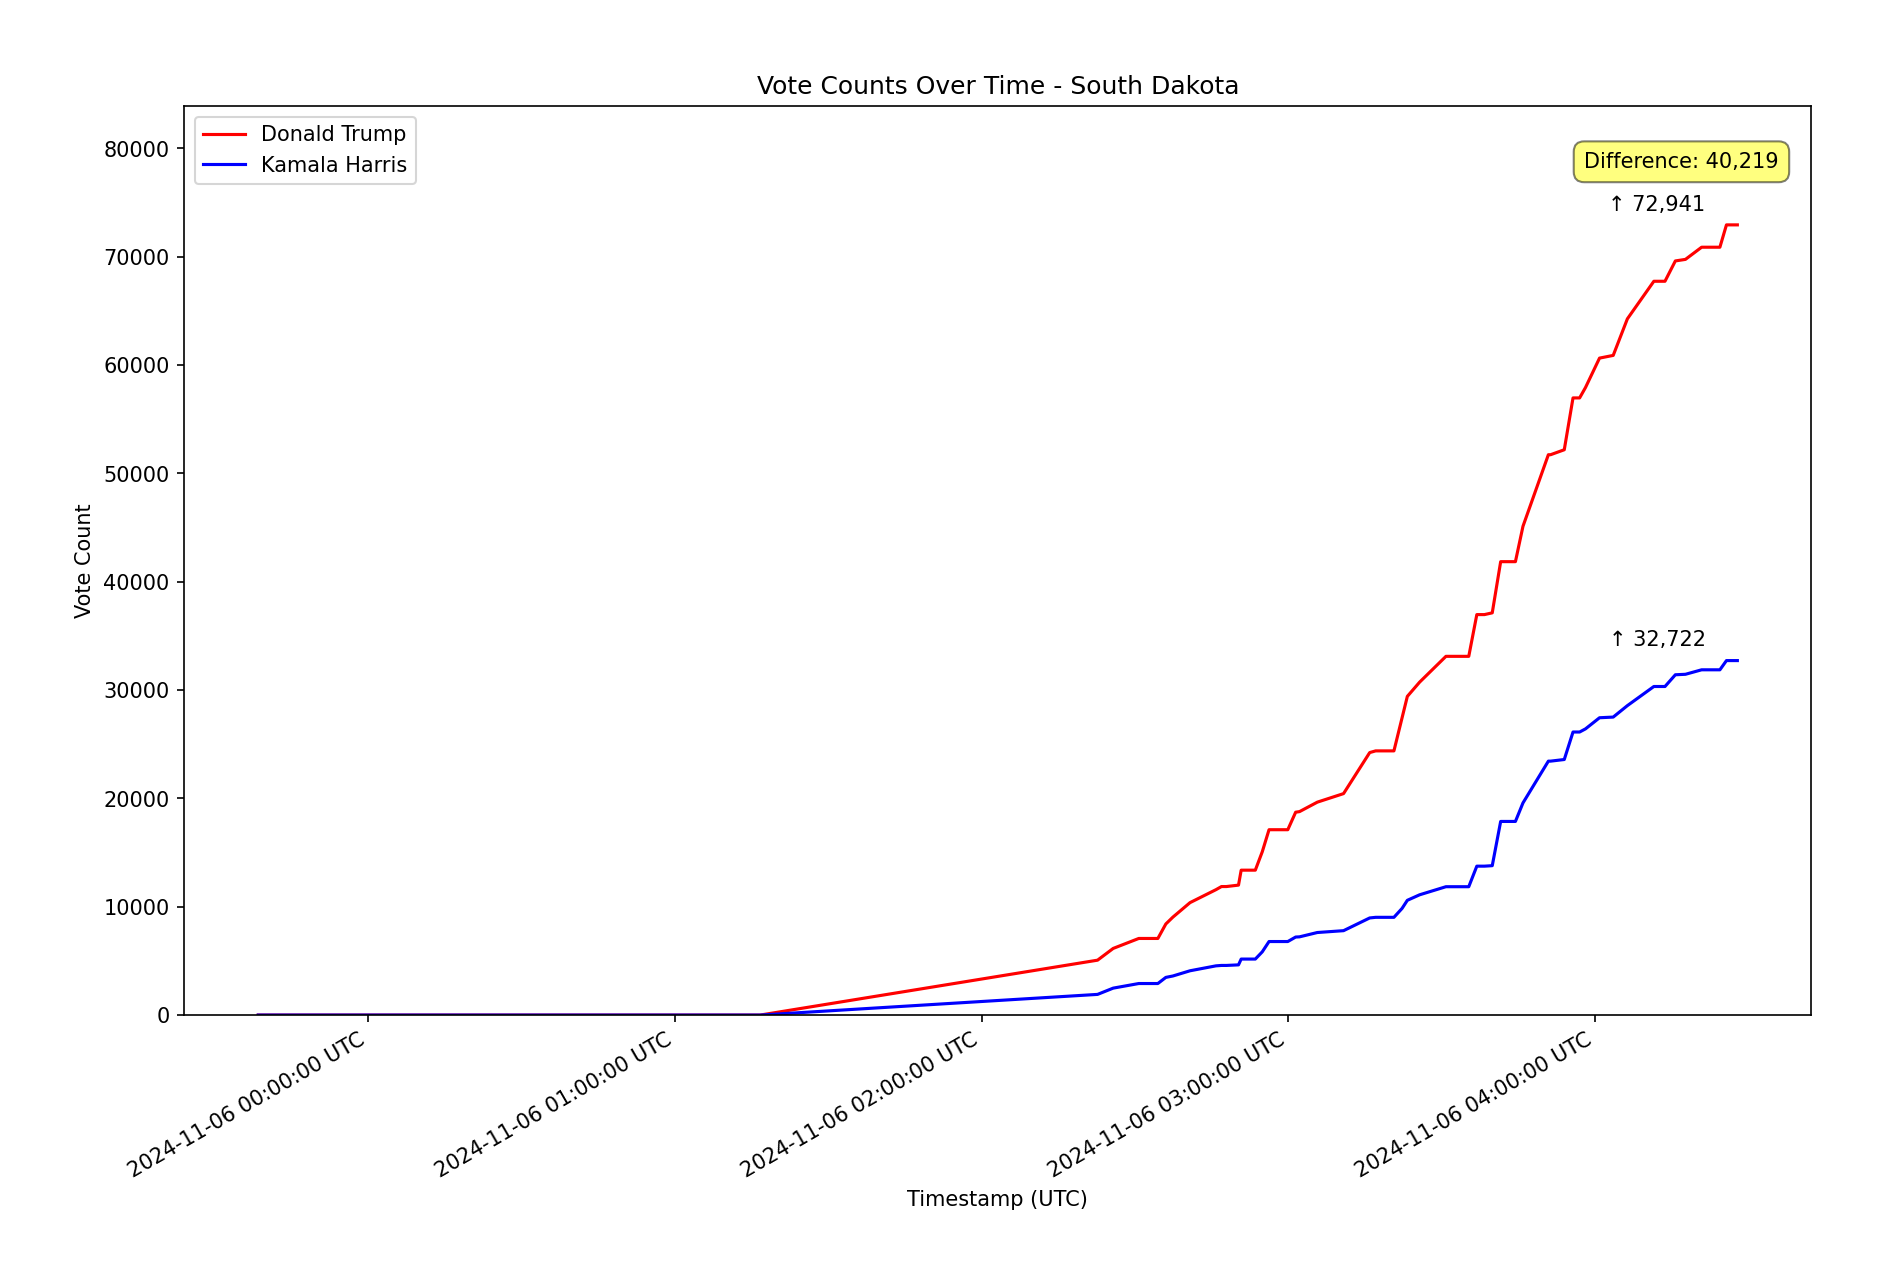 Vote Counts Over Time - South Dakota
Donald Trump
Kamala Harris
Difference: 40,219
↑ 72,941
↑ 32,722
Vote Count
80000
70000
60000
50000
40000
30000
20000
10000
0
2024-11-06 00:00:00 UTC
2024-11-06 01:00:00 UTC
2024-11-06 02:00:00 UTC
2024-11-06 03:00:00 UTC
2024-11-06 04:00:00 UTC
Timestamp (UTC)